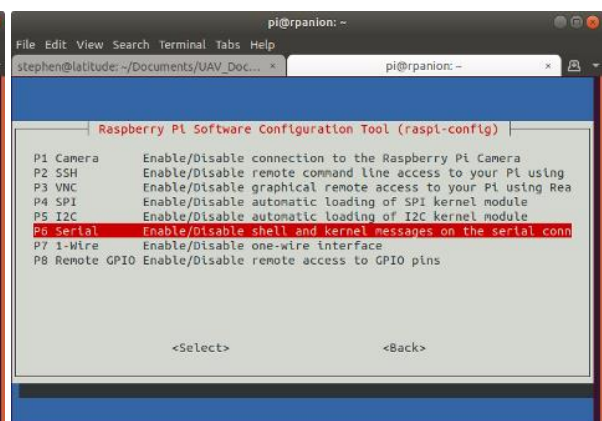 pi@rpanion: ~
File Edit View Search Terminal Tabs Help
stephen@latitude: ~/Documents/UAV_Doc... × pi@rpanion: ~ ×
Raspberry Pi Software Configuration Tool (raspi-config)
P1 Camera Enable/Disable connection to the Raspberry Pi Camera
P2 SSH Enable/Disable remote command line access to your Pi using
P3 VNC Enable/Disable graphical remote access to your Pi using Rea
P4 SPI Enable/Disable automatic loading of SPI kernel module
P5 I2C Enable/Disable automatic loading of I2C kernel module
P6 Serial Enable/Disable shell and kernel messages on the serial conn
P7 1-Wire Enable/Disable one-wire interface
P8 Remote GPIO Enable/Disable remote access to GPIO pins
<Select> <Back>